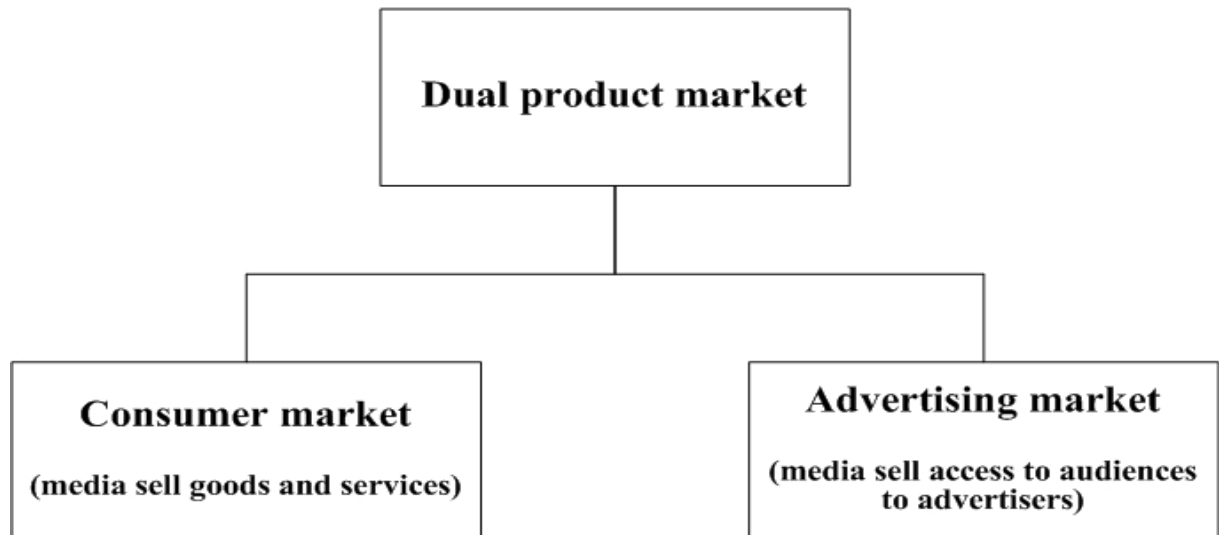 Dual product market
Consumer market
(media sell goods and services)
Advertising market
(media sell access to audiences
to advertisers)